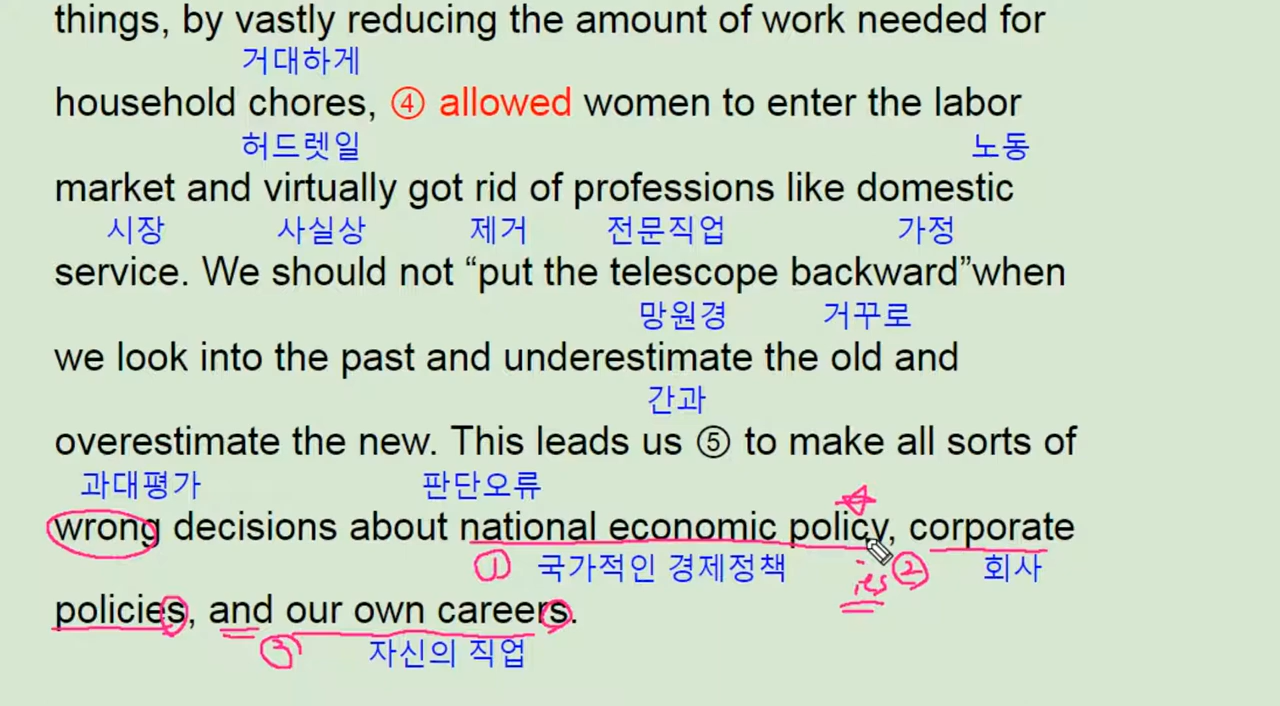 things, by vastly reducing the amount of work needed for
거대하게
household chores, ④ allowed women to enter the labor
허드렛일 노동
market and virtually got rid of professions like domestic
시장 사실상 제거 전문직업 가정
service. We should not “put the telescope backward”when
망원경 거꾸로
we look into the past and underestimate the old and
간과
overestimate the new. This leads us ⑤ to make all sorts of
과대평가 판단오류
wrong decisions about national economic policy, corporate
① 국가적인 경제정책 ies ② 회사
policies, and our own careers.
③ 자신의 직업